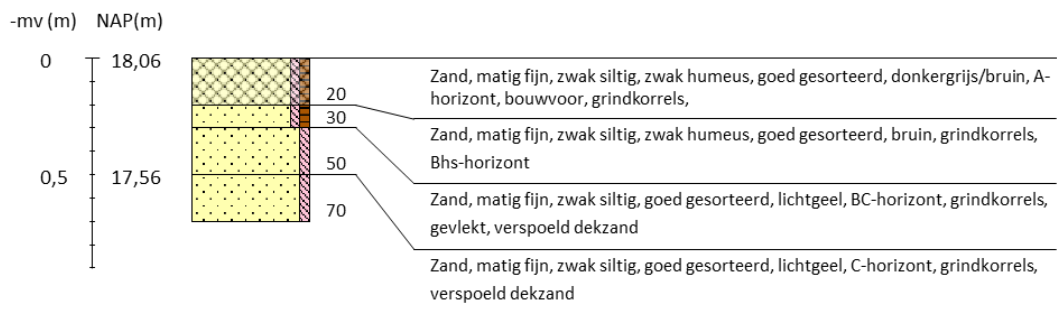 -mv (m) NAP(m)
0 18,06
Zand, matig fijn, zwak siltig, zwak humeus, goed gesorteerd, donkergrijs/bruin, A-
horizont, bouwvoor, grindkorrels,
20
30
Zand, matig fijn, zwak siltig, zwak humeus, goed gesorteerd, bruin, grindkorrels,
Bhs-horizont
50
0,5 17,56
Zand, matig fijn, zwak siltig, goed gesorteerd, lichtgeel, BC-horizont, grindkorrels,
gevlekt, verspoeld dekzand
70
Zand, matig fijn, zwak siltig, goed gesorteerd, lichtgeel, C-horizont, grindkorrels,
verspoeld dekzand